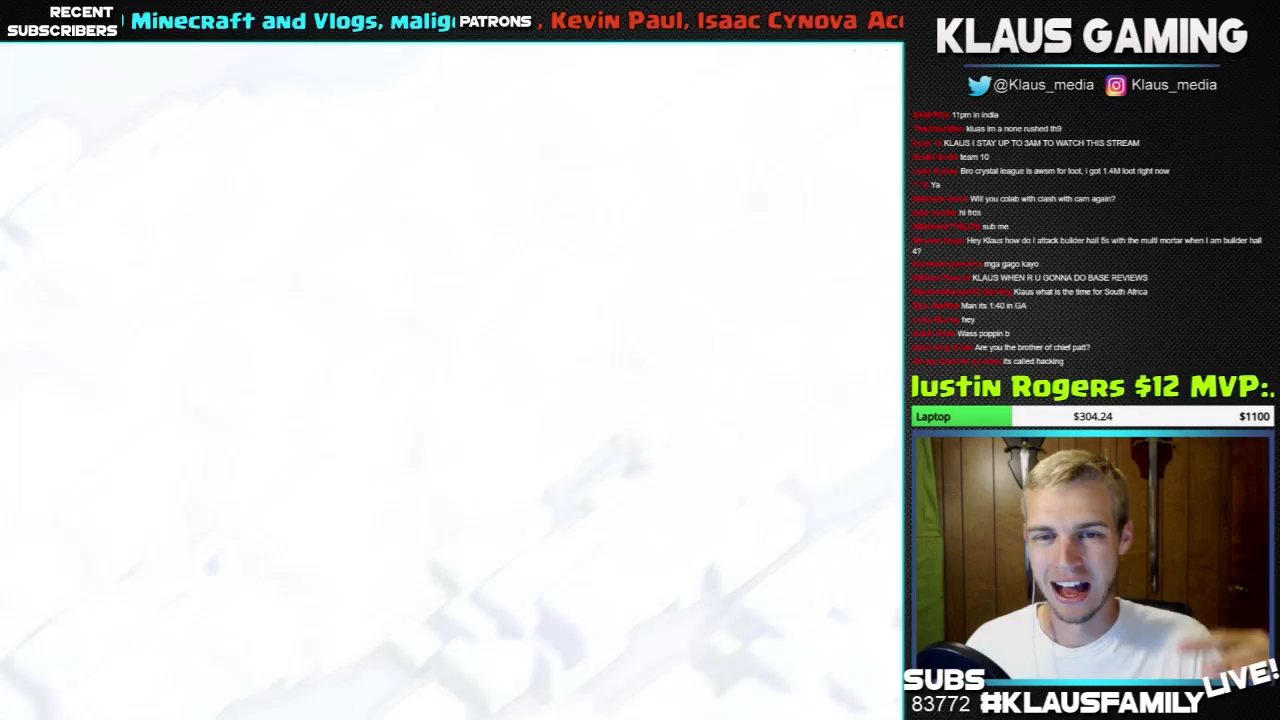 RECENT
SUBSCRIBERS
Minecraft and Vlogs, malig
PATRONS
, Kevin Paul, Isaac Cynova Acc
KLAUS GAMING
@Klaus_media
Klaus_media
11pm in india
kluas im a none rushed th9
KLAUS I STAY UP TO 3AM TO WATCH THIS STREAM
team 10
Bro crystal league is awsm for loot, i got 1.4M loot right now
Ya
Will you colab with clash with cam again?
hi frds
sub me
Hey Klaus how do I attack builder hall 5s with the multi mortar when I am builder hall
4?
mga gago kayo
KLAUS WHEN R U GONNA DO BASE REVIEWS
Klaus what is the time for South Africa
Man its 1:40 in GA
hey
Wass poppin b
Are you the brother of chief patt?
its called hacking
Justin Rogers $12 MVP:.
Laptop
$304.24
$1100
SUBS
83772
#KLAUSFAMILY
LIVE!